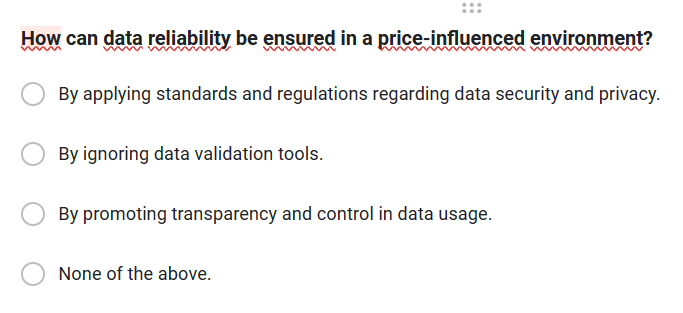 How can data reliability be ensured in a price-influenced environment?
By applying standards and regulations regarding data security and privacy.
By ignoring data validation tools.
By promoting transparency and control in data usage.
None of the above.